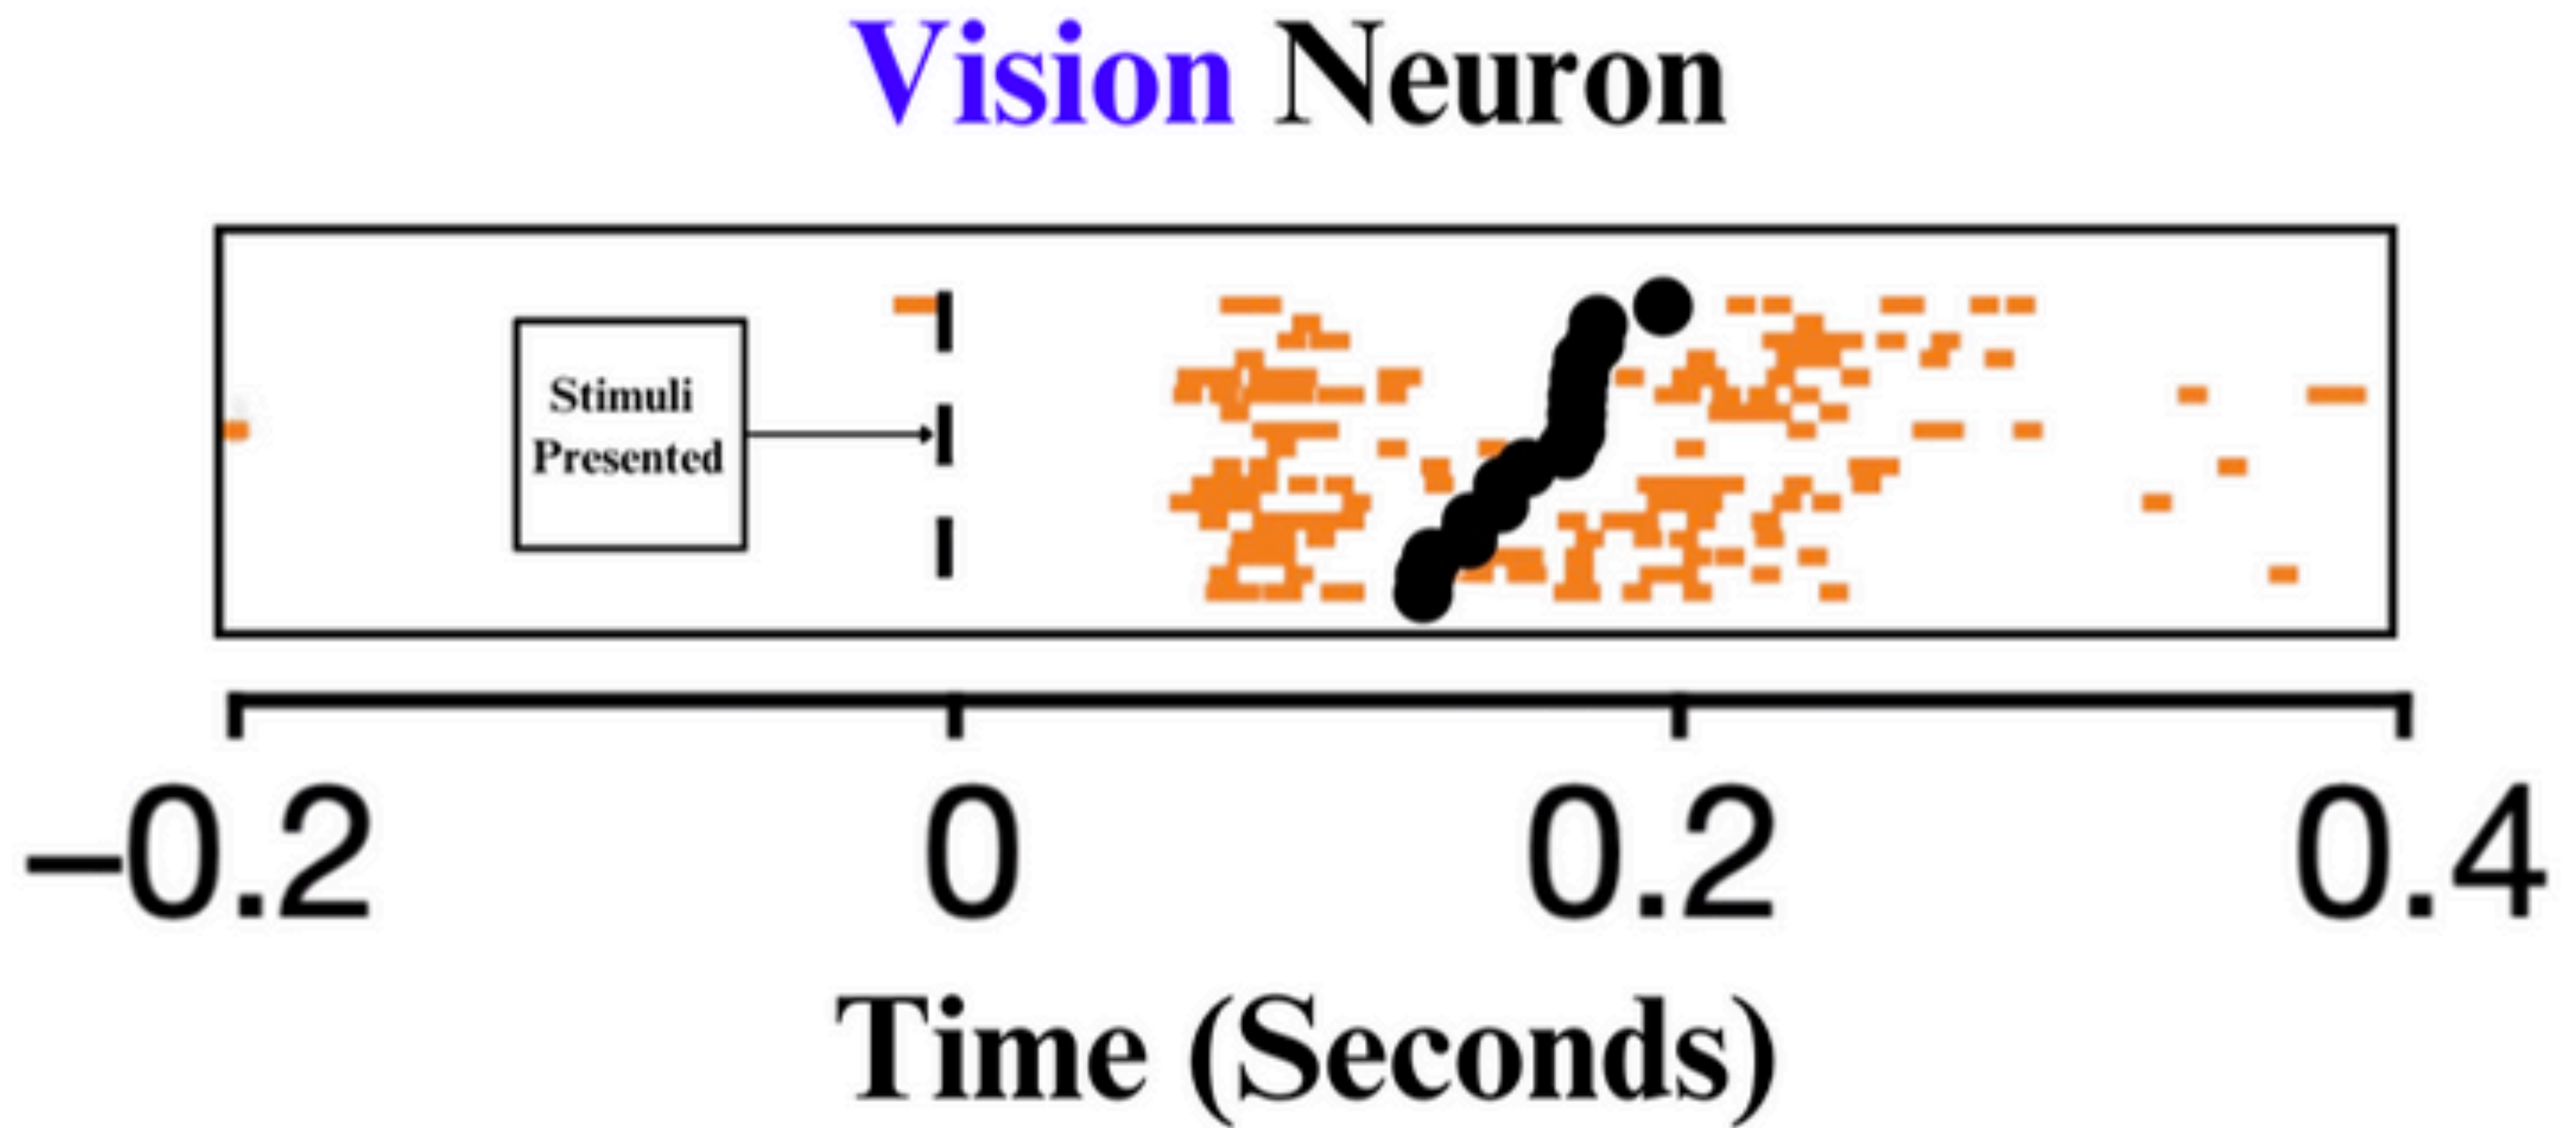 Vision Neuron
Stimuli
Presented
–0.2 0 0.2 0.4
Time (Seconds)